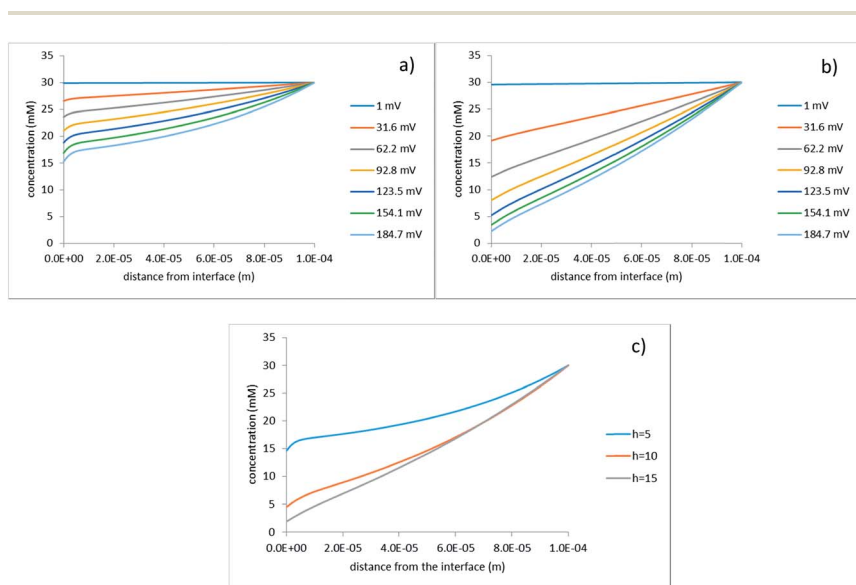 a)
35
30
25
20
15
10
5
0
concentration (mM)
0.0E+00 2.0E-05 4.0E-05 6.0E-05 8.0E-05 1.0E-04
distance from interface (m)
1 mV
31.6 mV
62.2 mV
92.8 mV
123.5 mV
154.1 mV
184.7 mV
b)
35
30
25
20
15
10
5
0
concentration (mM)
0.0E+00 2.0E-05 4.0E-05 6.0E-05 8.0E-05 1.0E-04
distance from interface (m)
1 mV
31.6 mV
62.2 mV
92.8 mV
123.5 mV
154.1 mV
184.7 mV
c)
35
30
25
20
15
10
5
0
concentration (mM)
0.0E+00 2.0E-05 4.0E-05 6.0E-05 8.0E-05 1.0E-04
distance from the interface (m)
h=5
h=10
h=15